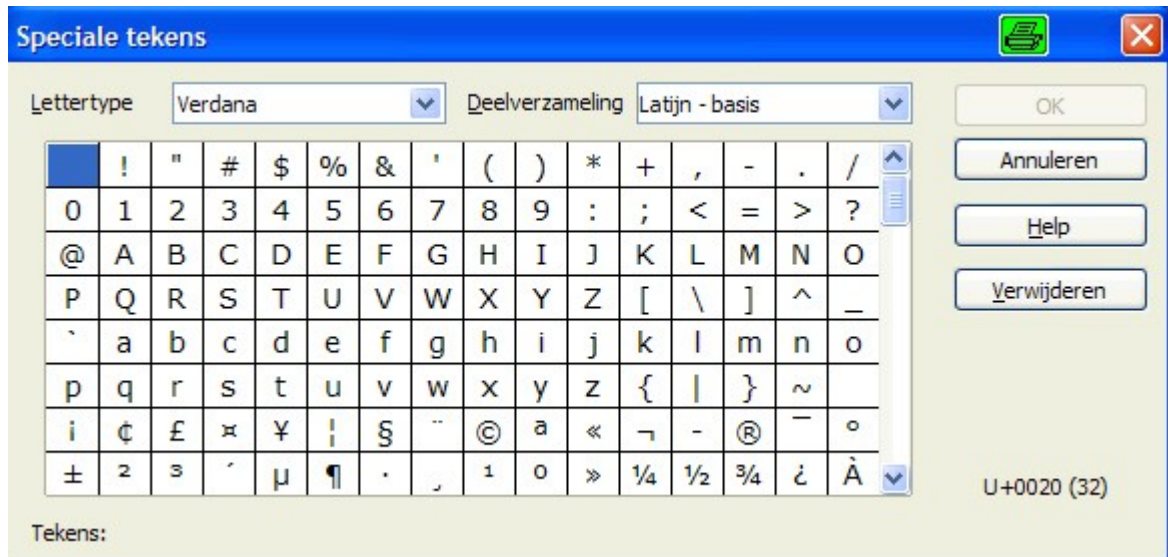 Speciale tekens
Lettertype Verdana Deelverzameling Latijn - basis OK
! " # $ % & ' ( ) * + , - . / Annuleren
0 1 2 3 4 5 6 7 8 9 : ; < = > ? Help
@ A B C D E F G H I J K L M N O
P Q R S T U V W X Y Z [ \ ] ^ _ Verwijderen
` a b c d e f g h i j k l m n o
p q r s t u v w x y z { | } ~
¡ ¢ £ ¤ ¥ ¦ § ¨ © ª « ¬ - ® ¯ °
± ² ³ ´ µ ¶ · ¸ ¹ º » ¼ ½ ¾ ¿ À U+0020 (32)
Tekens: